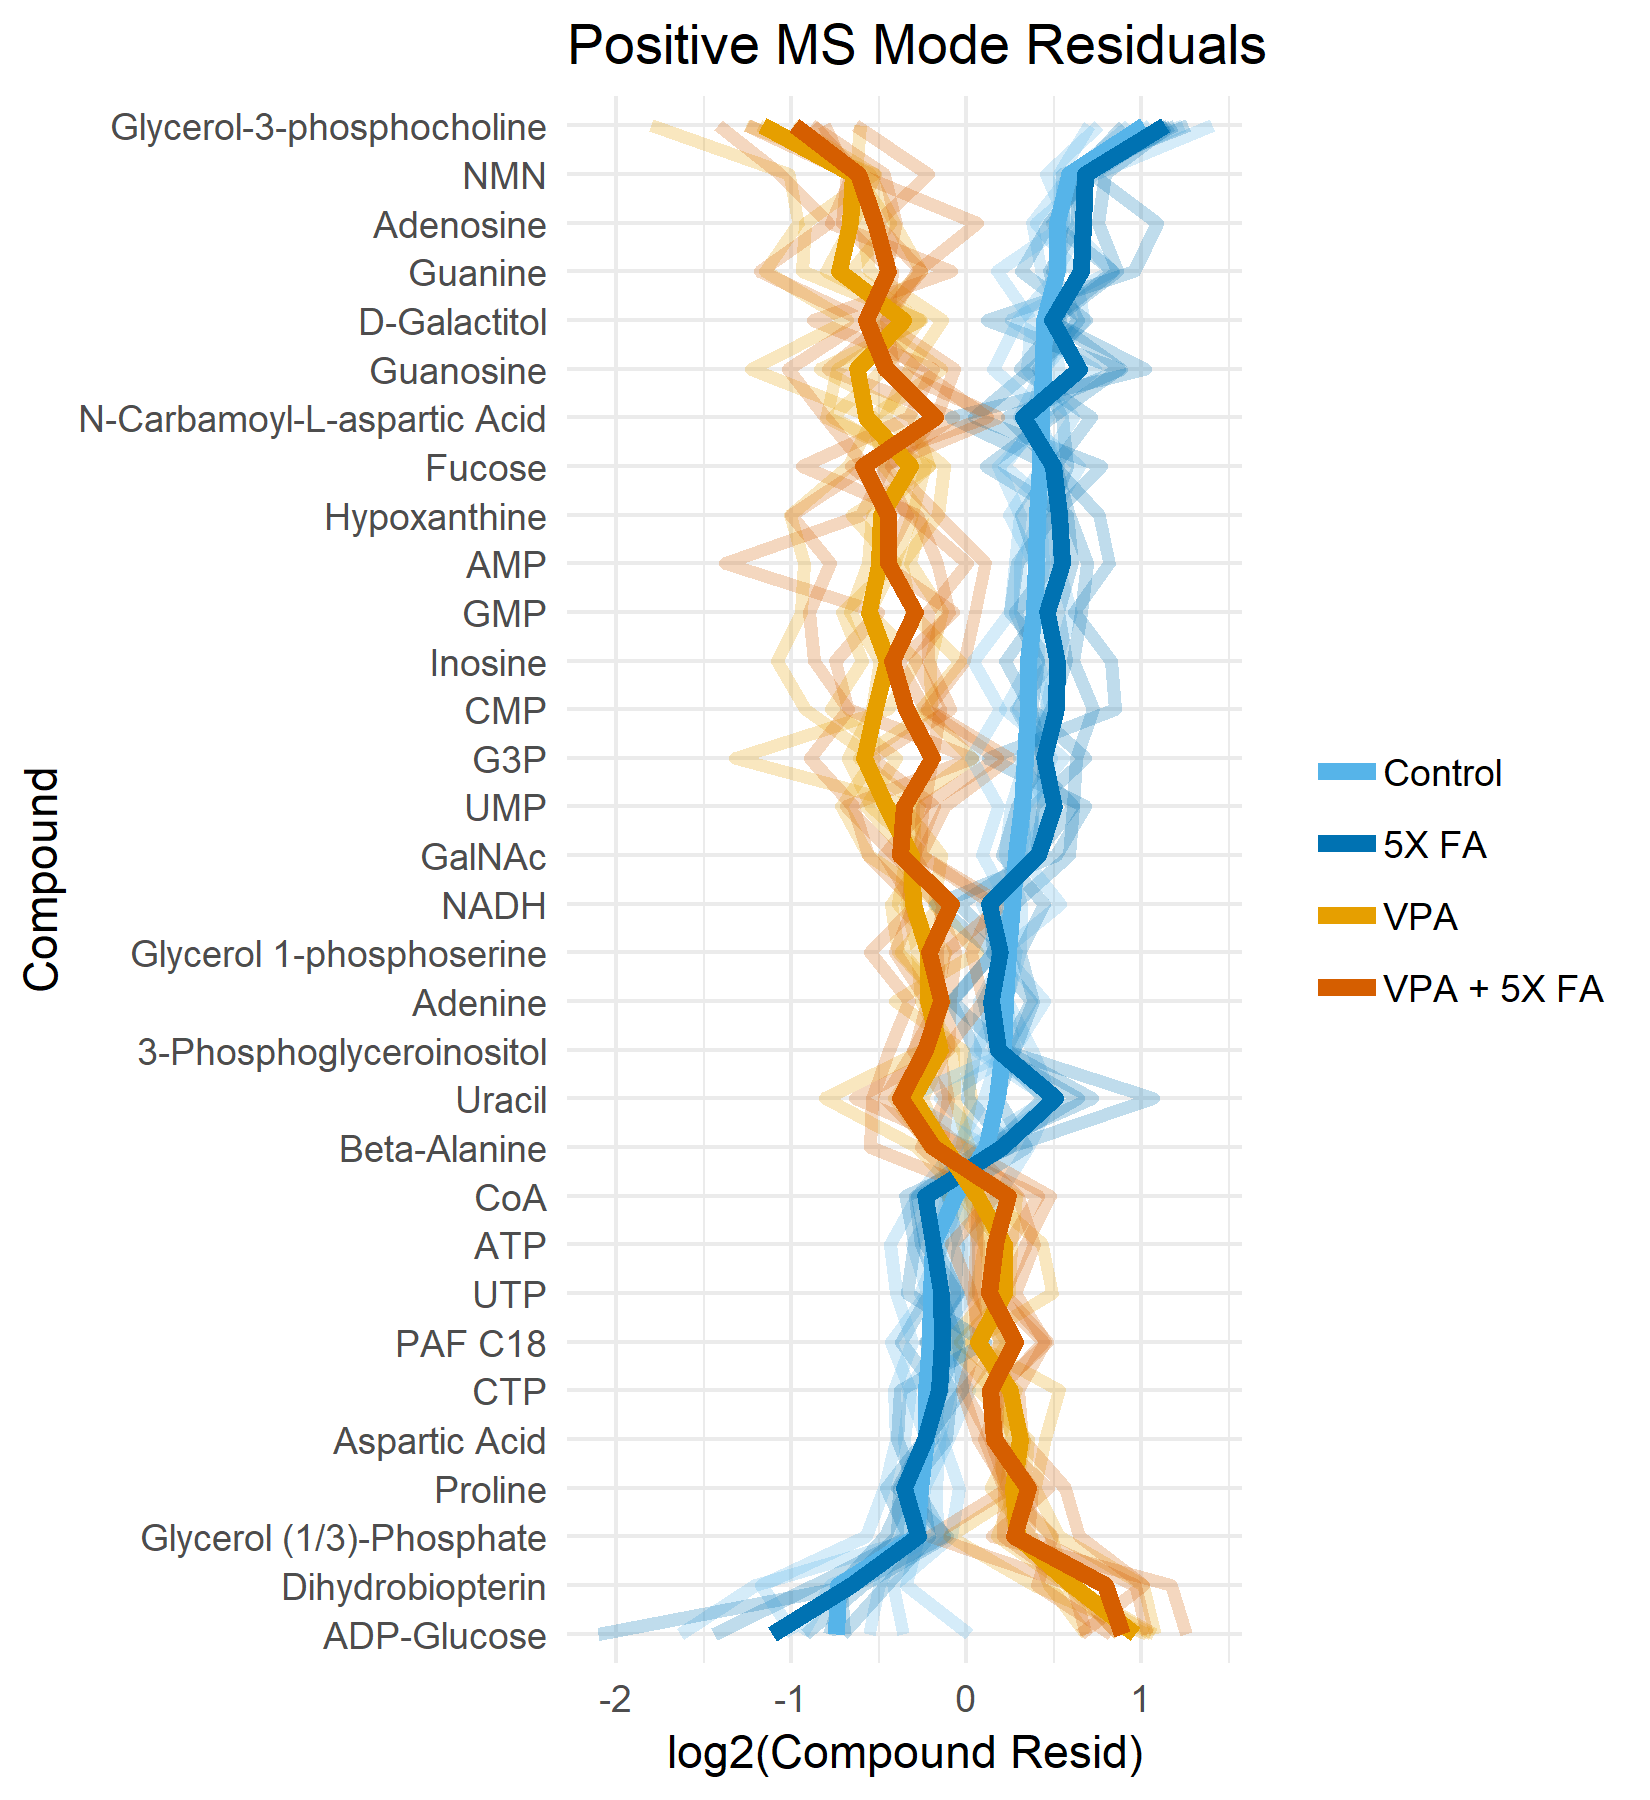 Positive MS Mode Residuals
Compound
Glycerol-3-phosphocholine
NMN
Adenosine
Guanine
D-Galactitol
Guanosine
N-Carbamoyl-L-aspartic Acid
Fucose
Hypoxanthine
AMP
GMP
Inosine
CMP
G3P
UMP
GalNAc
NADH
Glycerol 1-phosphoserine
Adenine
3-Phosphoglyceroinositol
Uracil
Beta-Alanine
CoA
ATP
UTP
PAF C18
CTP
Aspartic Acid
Proline
Glycerol (1/3)-Phosphate
Dihydrobiopterin
ADP-Glucose
-2 -1 0 1
log2(Compound Resid)
Control
5X FA
VPA
VPA + 5X FA